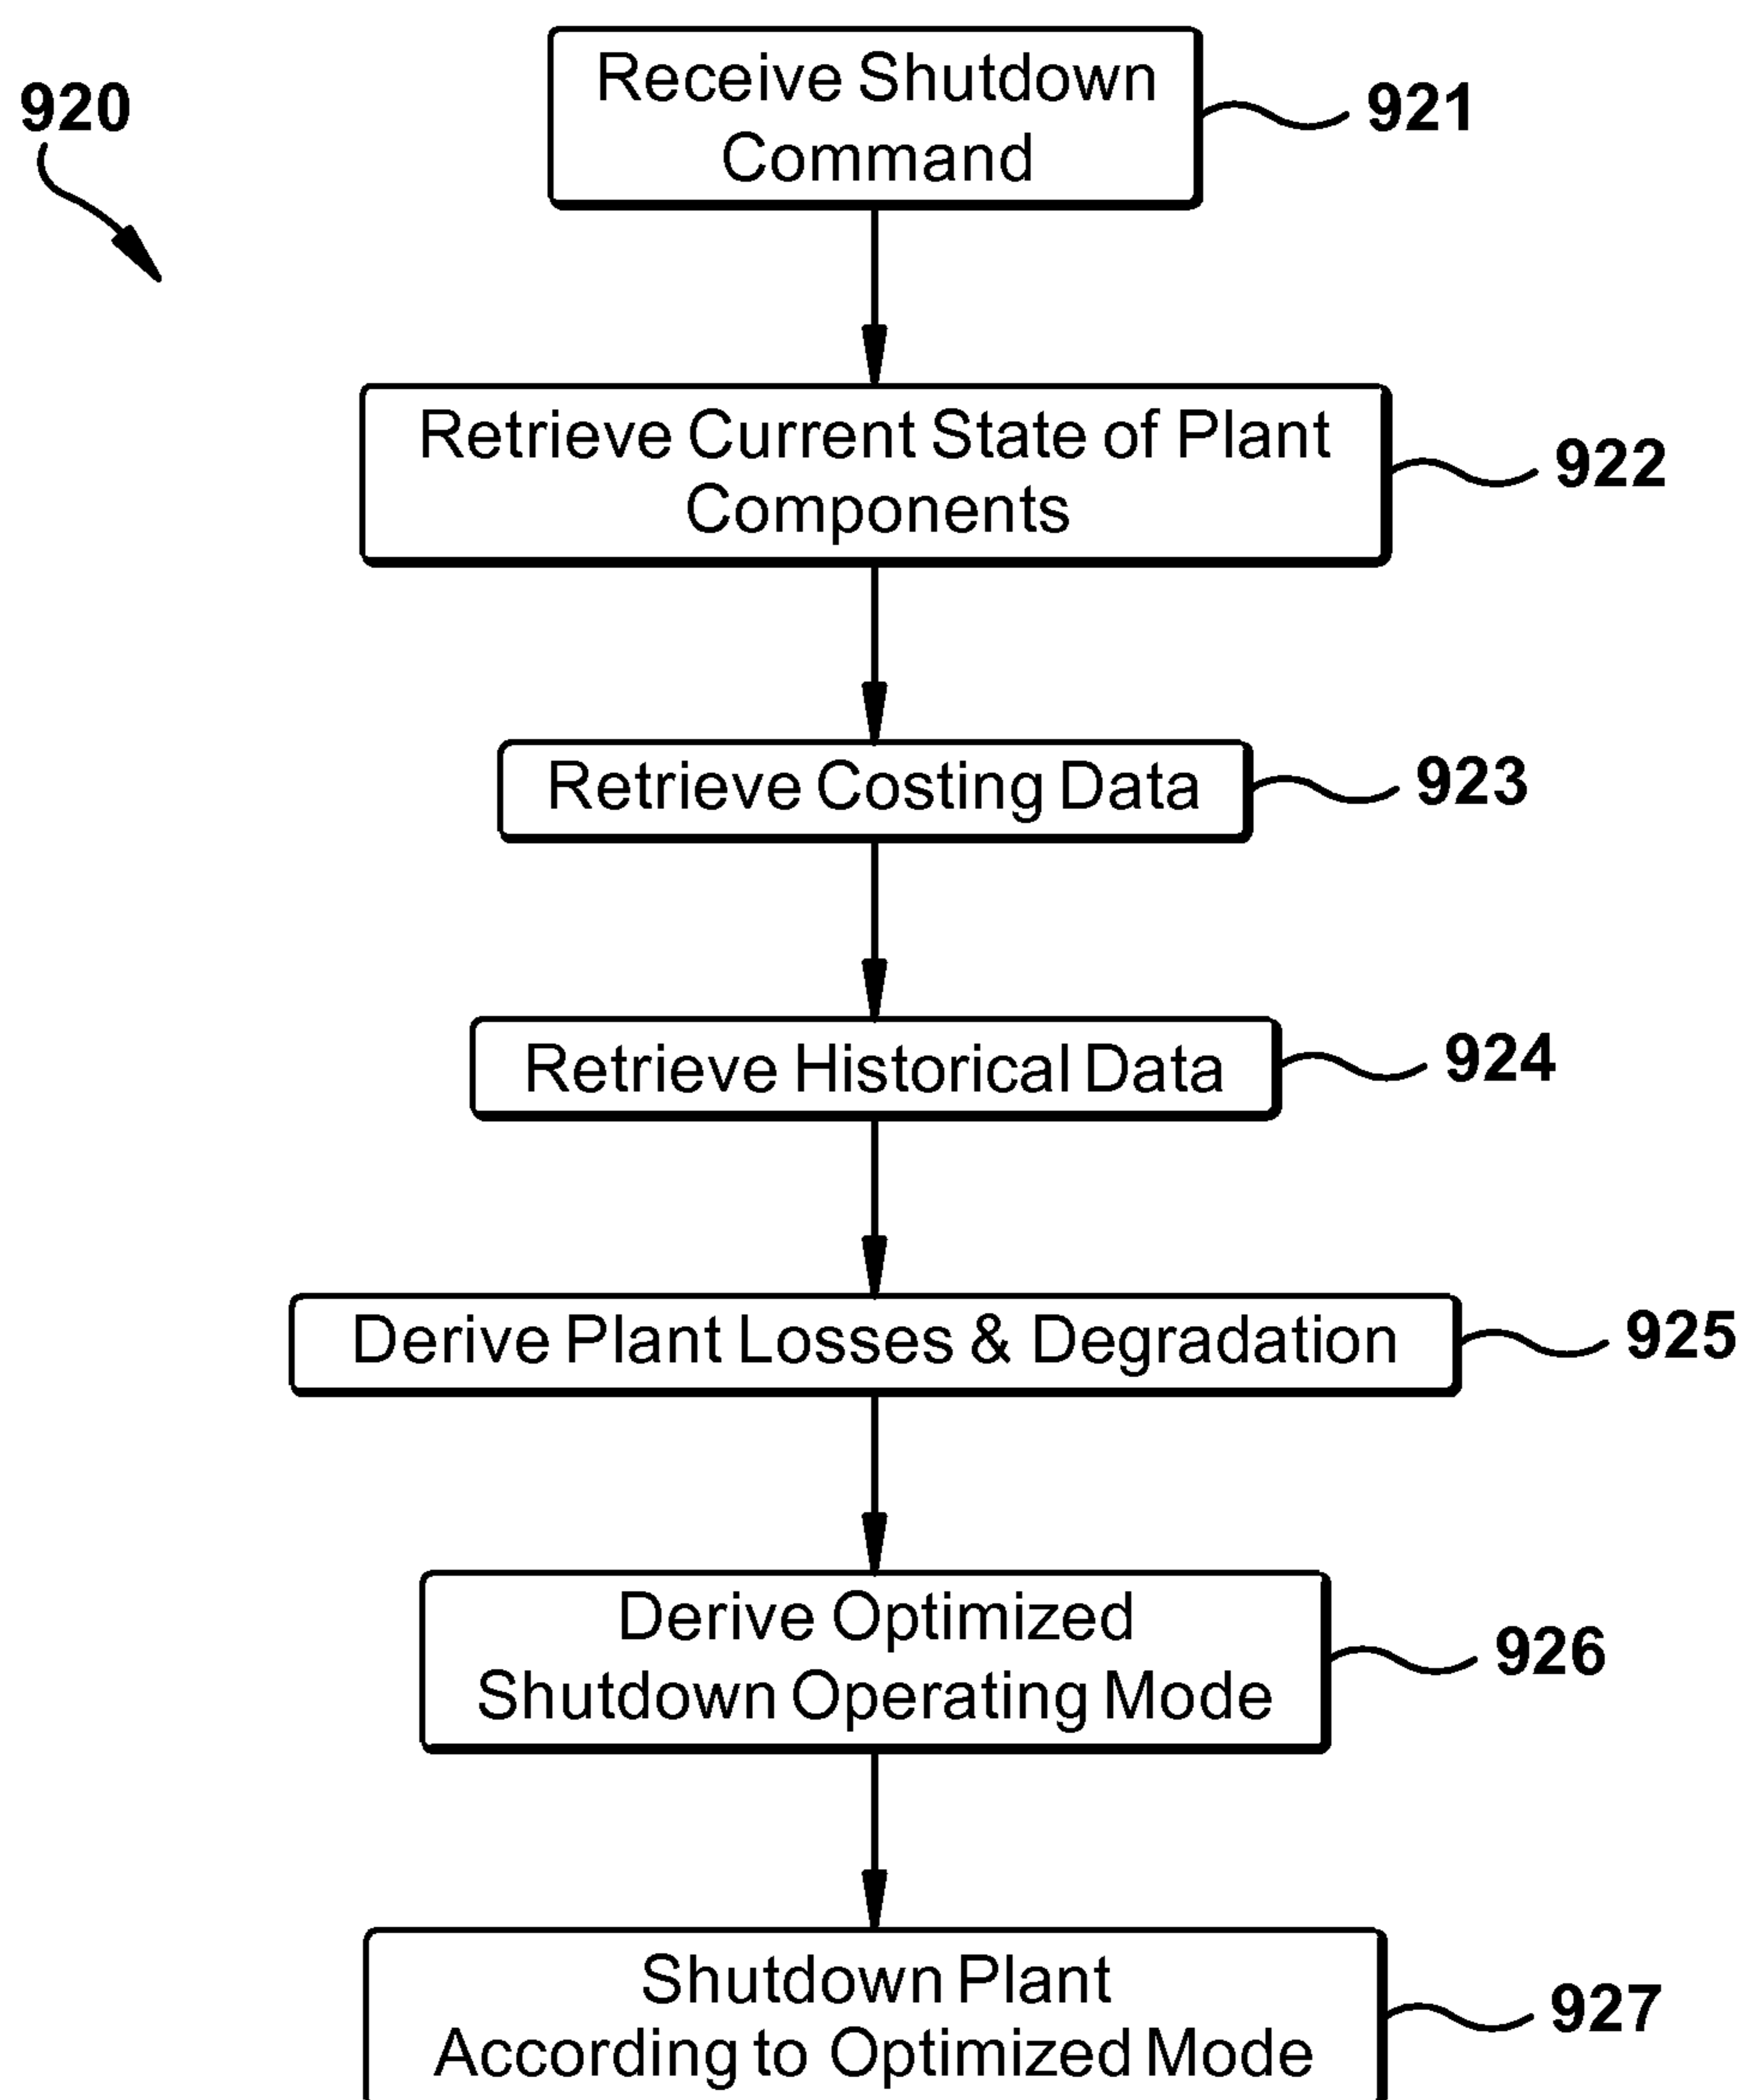 920
Receive Shutdown
Command
921
Retrieve Current State of Plant
Components
922
Retrieve Costing Data
923
Retrieve Historical Data
924
Derive Plant Losses & Degradation
925
Derive Optimized
Shutdown Operating Mode
926
Shutdown Plant
According to Optimized Mode
927